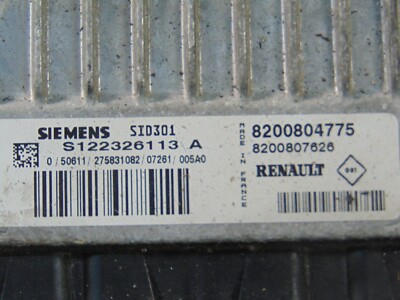 SIEMENS SID301
S122326113 A
0 / 50611 / 275831082 / 07261 / 005A0
MADE IN FRANCE
8200804775
8200807626
RENAULT